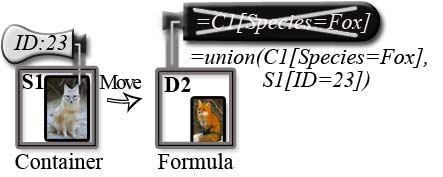 ID:23
=C1[Species=Fox]
=union(C1[Species=Fox],
S1[ID=23])
S1
Move
D2
Container
Formula